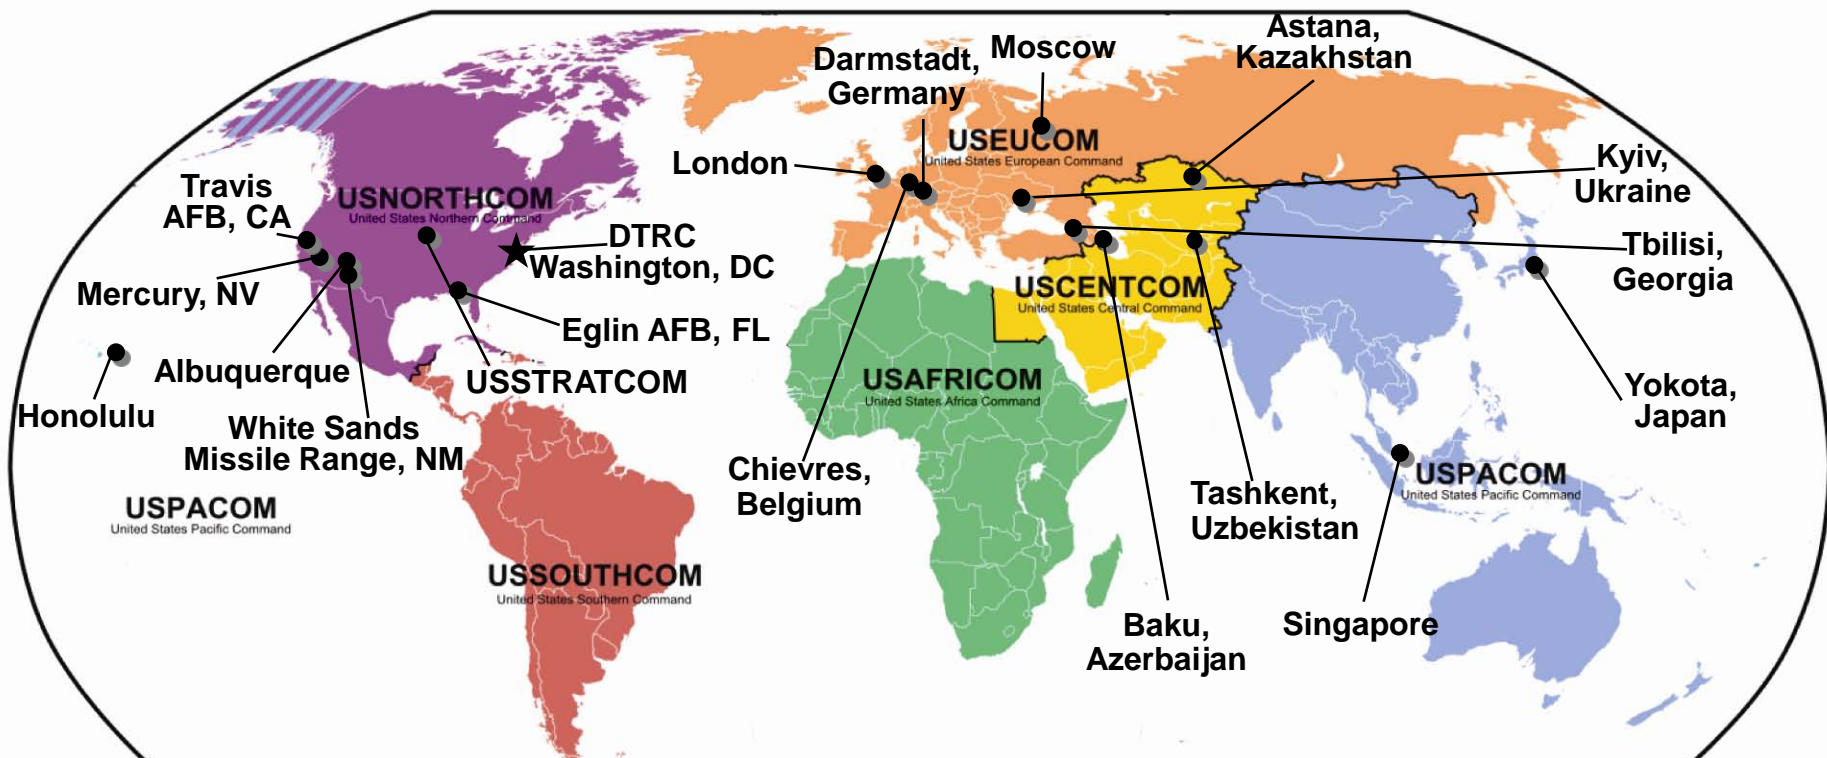 Astana,
Kazakhstan
Moscow
Darmstadt,
Germany
USEUCOM
United States European Command
London
Kyiv,
Ukraine
Travis
AFB, CA
USNORTHCOM
United States Northern Command
DTRC
Washington, DC
Tbilisi,
Georgia
Mercury, NV
USCENTCOM
United States Central Command
Eglin AFB, FL
Albuquerque
USSTRATCOM
USAFRICOM
United States Africa Command
Yokota,
Japan
Honolulu
White Sands
Missile Range, NM
Chievres,
Belgium
Tashkent,
Uzbekistan
USPACOM
United States Pacific Command
USPACOM
United States Pacific Command
USSOUTHCOM
United States Southern Command
Baku,
Azerbaijan
Singapore